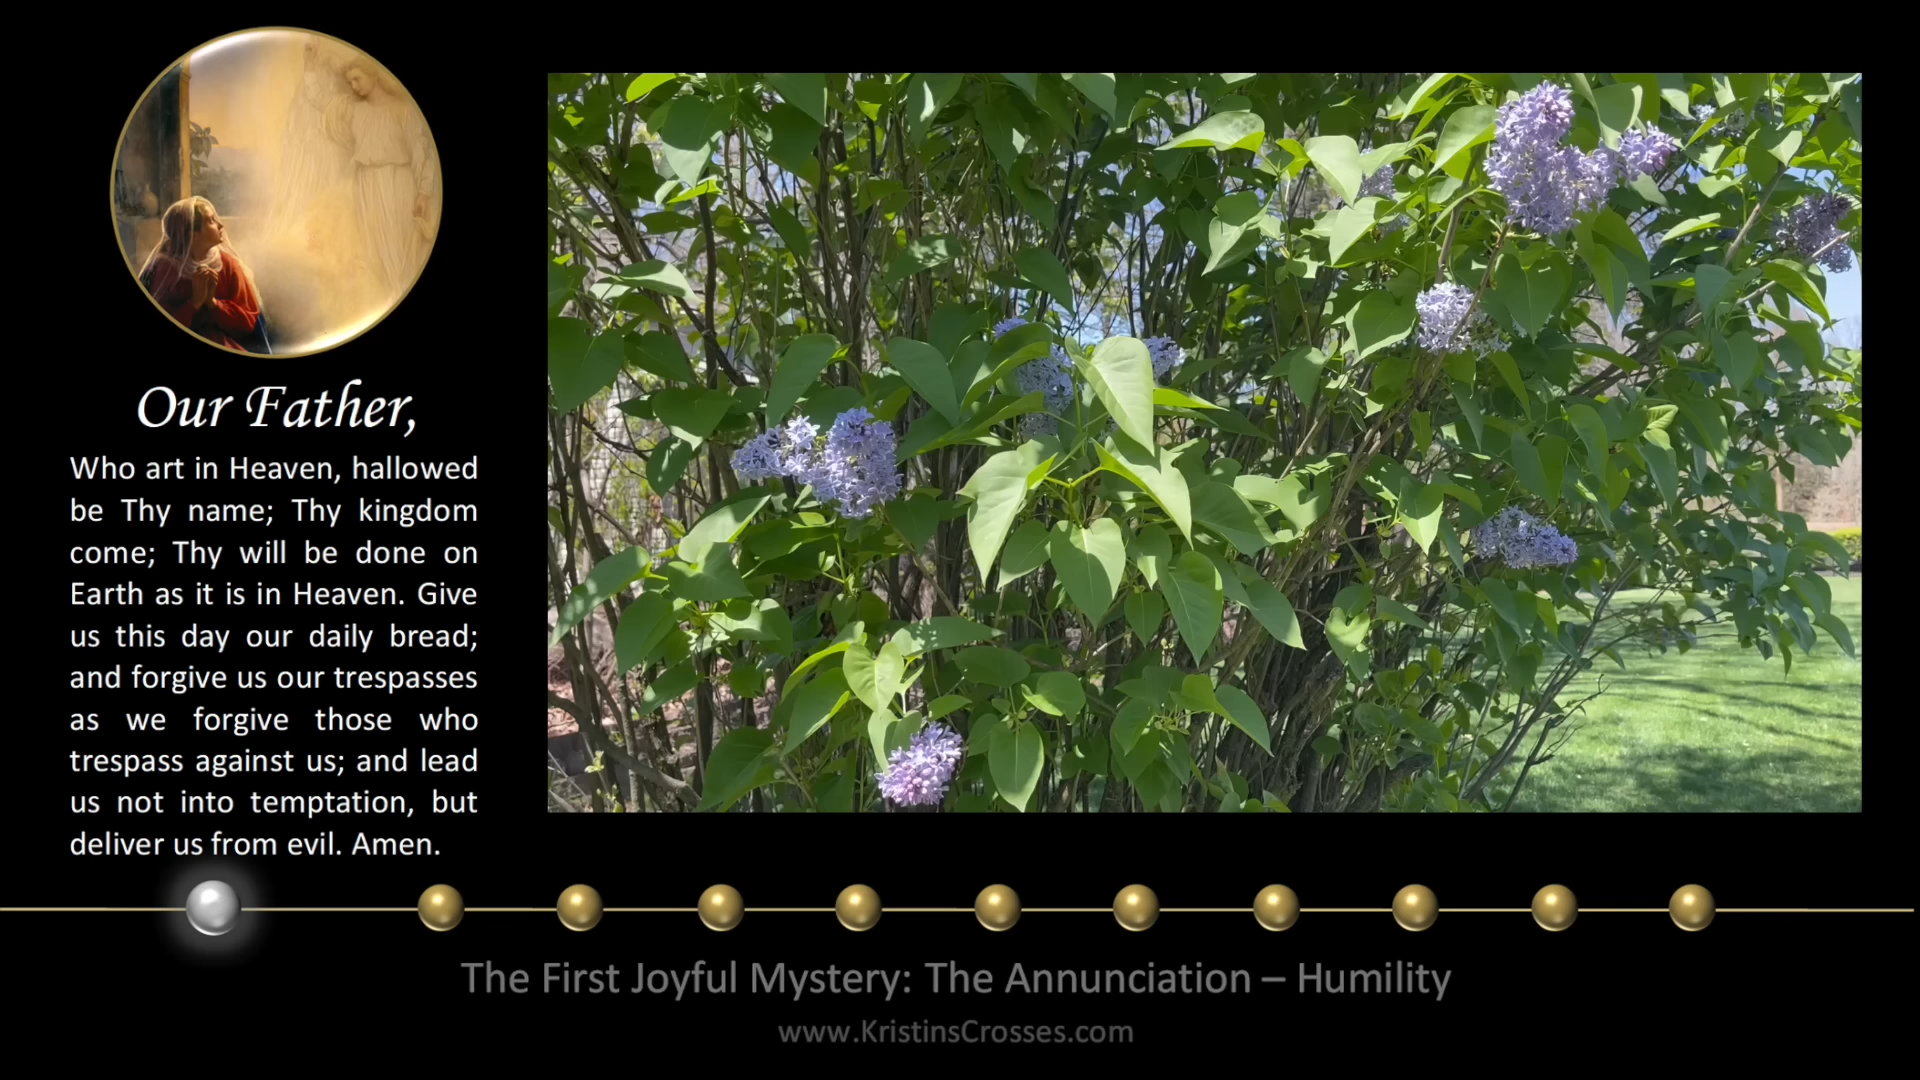 Our Father,
Who art in Heaven, hallowed
be Thy name; Thy kingdom
come; Thy will be done on
Earth as it is in Heaven. Give
us this day our daily bread;
and forgive us our trespasses
as we forgive those who
trespass against us; and lead
us not into temptation, but
deliver us from evil. Amen.
The First Joyful Mystery: The Annunciation – Humility
www.KristinsCrosses.com